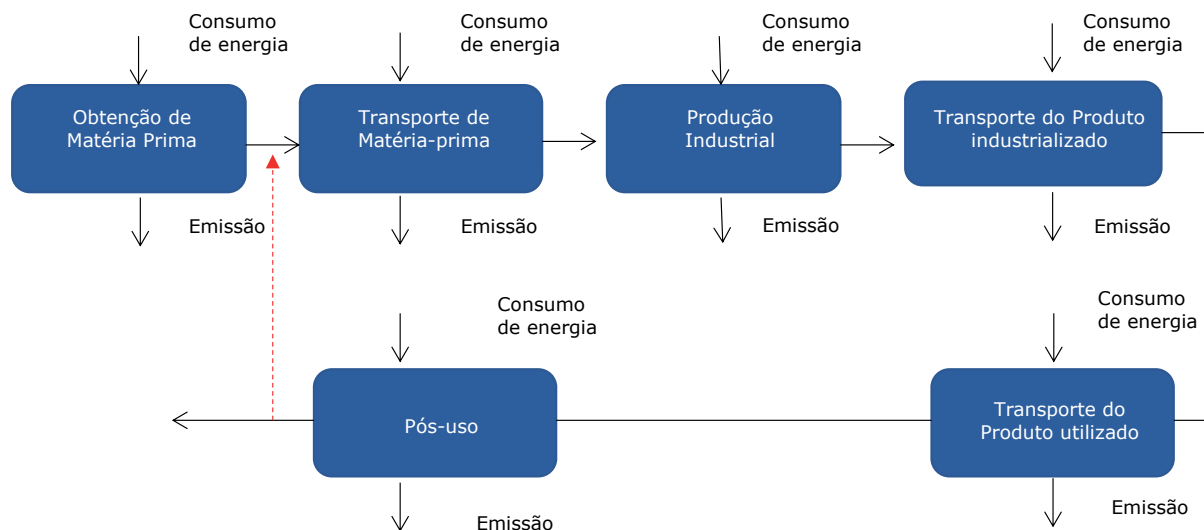 Consumo
de energia
Consumo
de energia
Consumo
de energia
Consumo
de energia
Obtenção de
Matéria Prima
Transporte de
Matéria-prima
Produção
Industrial
Transporte do Produto
industrializado
Emissão
Emissão
Emissão
Emissão
Consumo
de energia
Consumo
de energia
Pós-uso
Transporte do
Produto utilizado
Emissão
Emissão